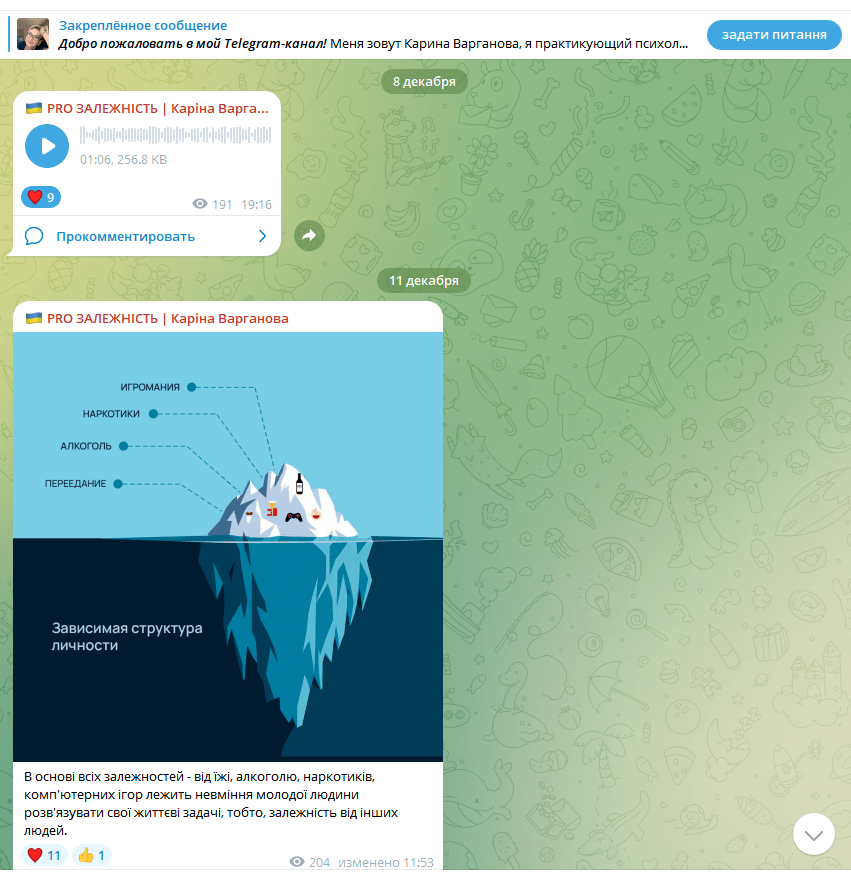 Закреплённое сообщение
Добро пожаловать в мой Telegram-канал! Меня зовут Карина Варганова, я практикующий психол...
задати питання
8 декабря
PRO ЗАЛЕЖНІСТЬ | Каріна Варга...
01:06, 256.8 KB
9
191 19:16
Прокомментировать
11 декабря
PRO ЗАЛЕЖНІСТЬ | Каріна Варганова
ИГРОМАНИЯ
НАРКОТИКИ
АЛКОГОЛЬ
ПЕРЕЕДАНИЕ
Зависимая структура
личности
В основі всіх залежностей - від їжі, алкоголю, наркотиків,
комп'ютерних ігор лежить невміння молодої людини
розв'язувати свої життєві задачі, тобто, залежність від інших
людей.
11 1
204 изменено 11:53